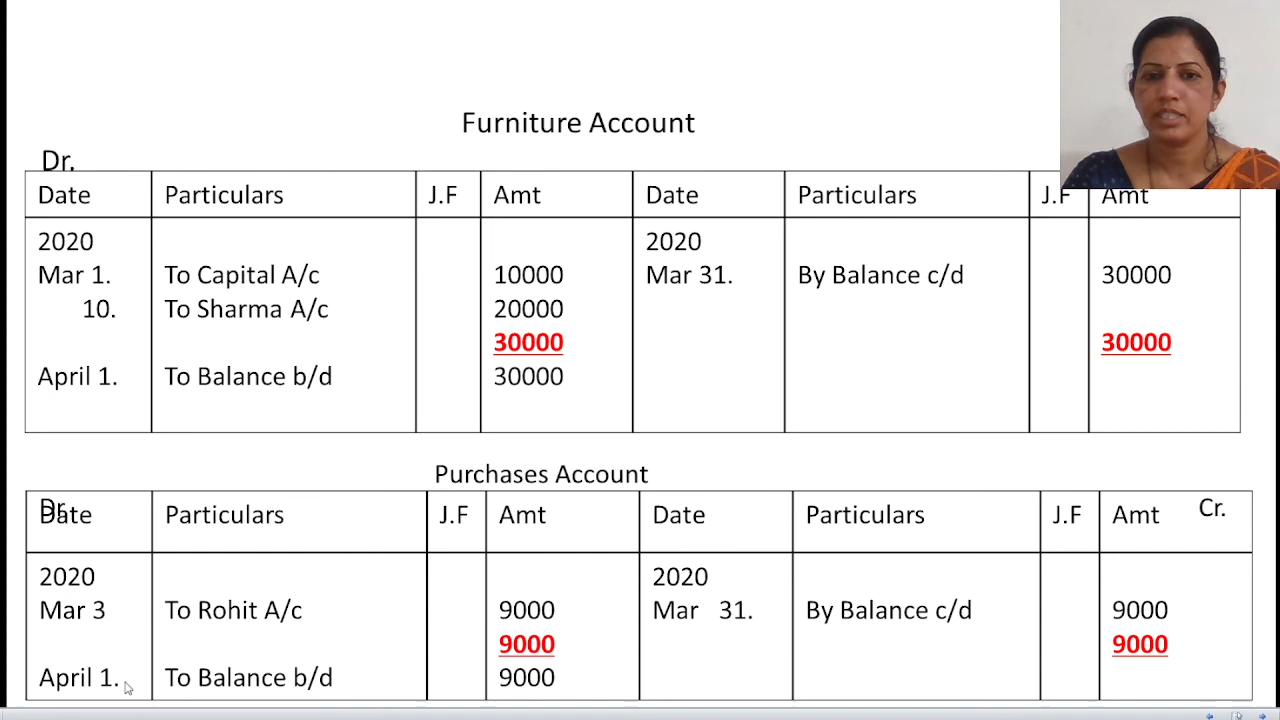 Furniture Account
Dr.
Date Particulars J.F Amt Date Particulars J.F Amt
2020 2020
Mar 1. To Capital A/c 10000 Mar 31. By Balance c/d 30000
10. To Sharma A/c 20000
30000 30000
April 1. To Balance b/d 30000
Purchases Account
Dr. Cr.
Date Particulars J.F Amt Date Particulars J.F Amt
2020 2020
Mar 3 To Rohit A/c 9000 Mar 31. By Balance c/d 9000
9000 9000
April 1. To Balance b/d 9000